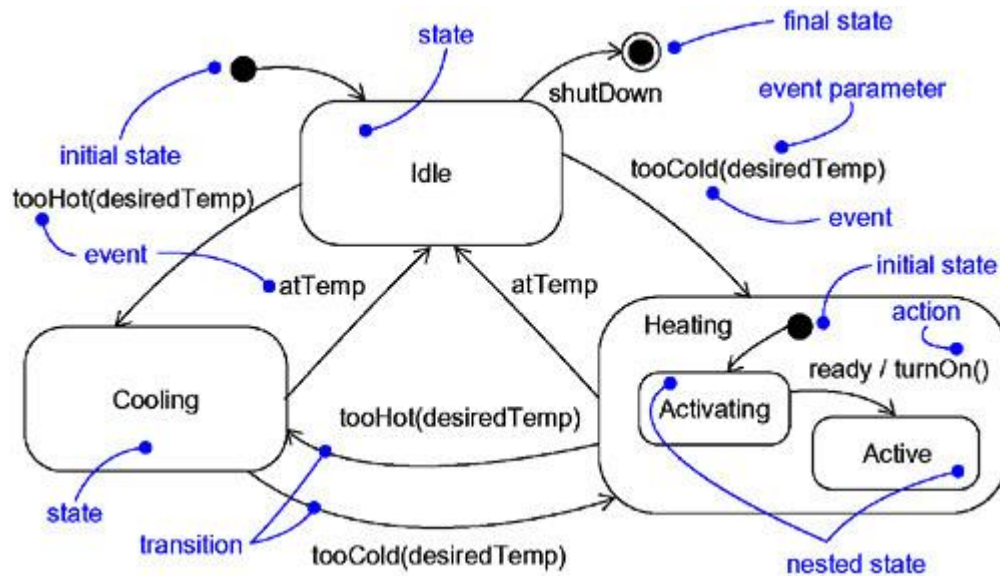 state
final state
shutDown
event parameter
initial state
Idle
tooCold(desiredTemp)
tooHot(desiredTemp)
event
event
atTemp
atTemp
initial state
Heating
action
ready / turnOn()
Cooling
tooHot(desiredTemp)
Activating
Active
state
transition
tooCold(desiredTemp)
nested state